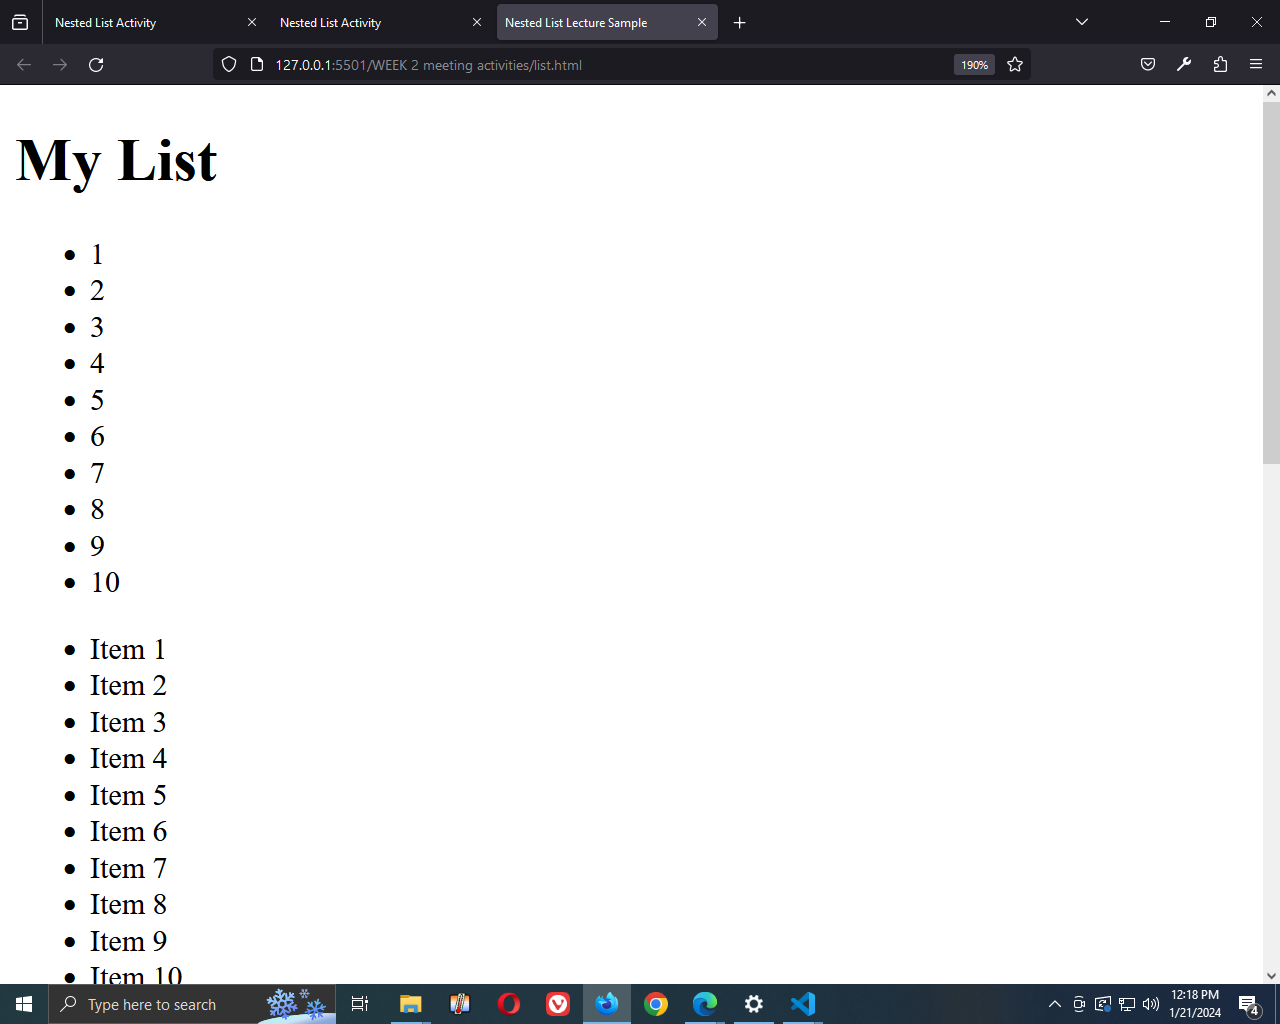 Nested List Activity
Nested List Activity
Nested List Lecture Sample
127.0.0.1:5501/WEEK 2 meeting activities/list.html
190%
My List
• 1
• 2
• 3
• 4
• 5
• 6
• 7
• 8
• 9
• 10
• Item 1
• Item 2
• Item 3
• Item 4
• Item 5
• Item 6
• Item 7
• Item 8
• Item 9
• Item 10
Type here to search
12:18 PM
1/21/2024
4